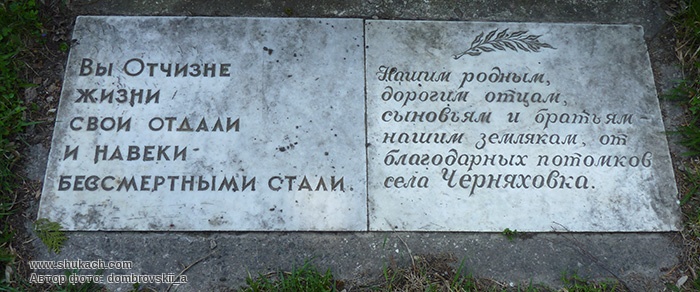 Вы Отчизне
жизни
свои отдали
и навеки
бессмертными стали.
Нашим родным,
дорогим отцам,
сыновьям и братьям –
нашим землякам, от
благодарных потомков
села Черняховка.
www.shukach.com
Автор фото: dombrovskii_a